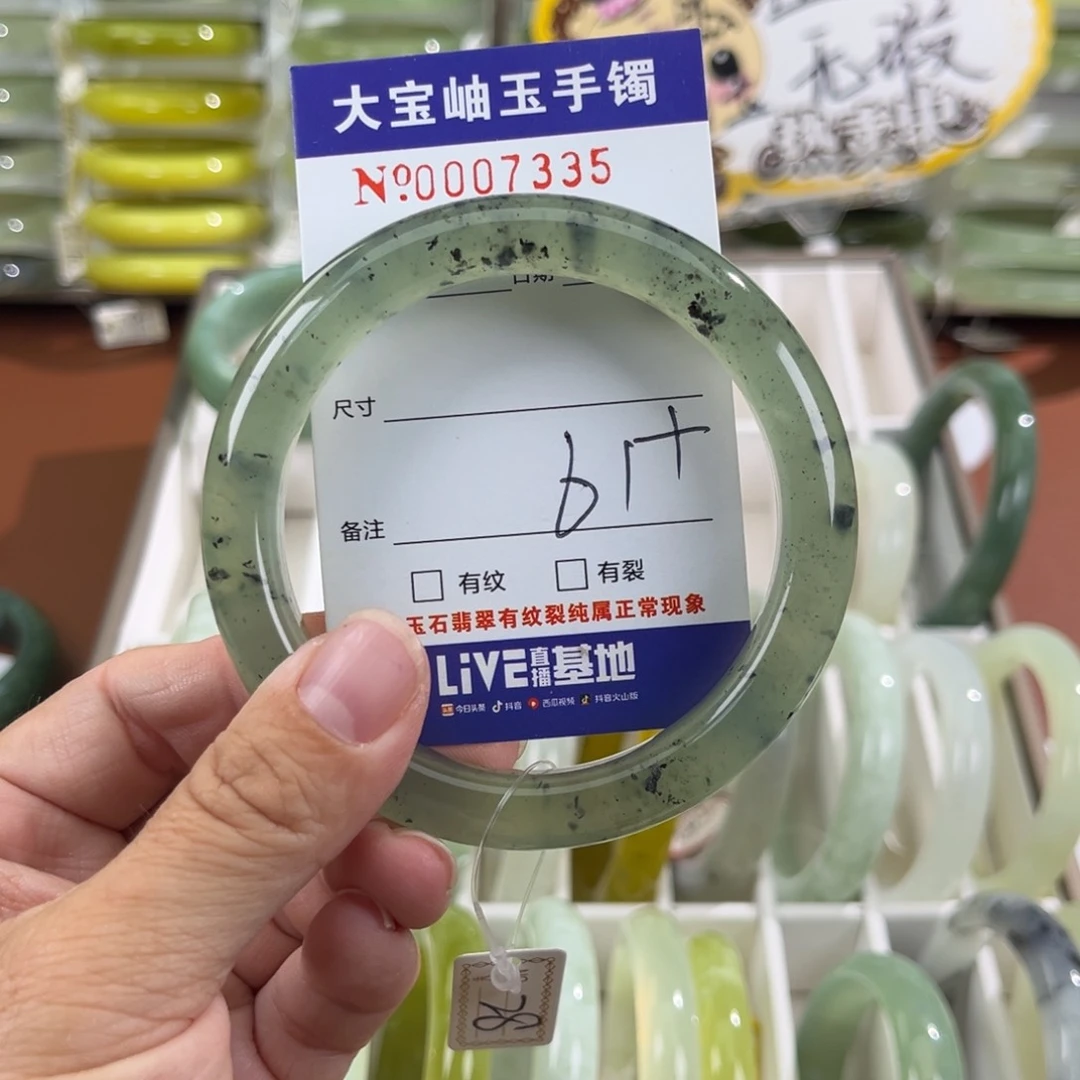 无瑕
大宝岫玉手镯
Nº0007335
日期
尺寸
61+
备注
□ 有纹 □ 有裂
玉石翡翠有纹裂纯属正常现象
LiVE直播基地
今日头条 抖音 西瓜视频 抖音火山版